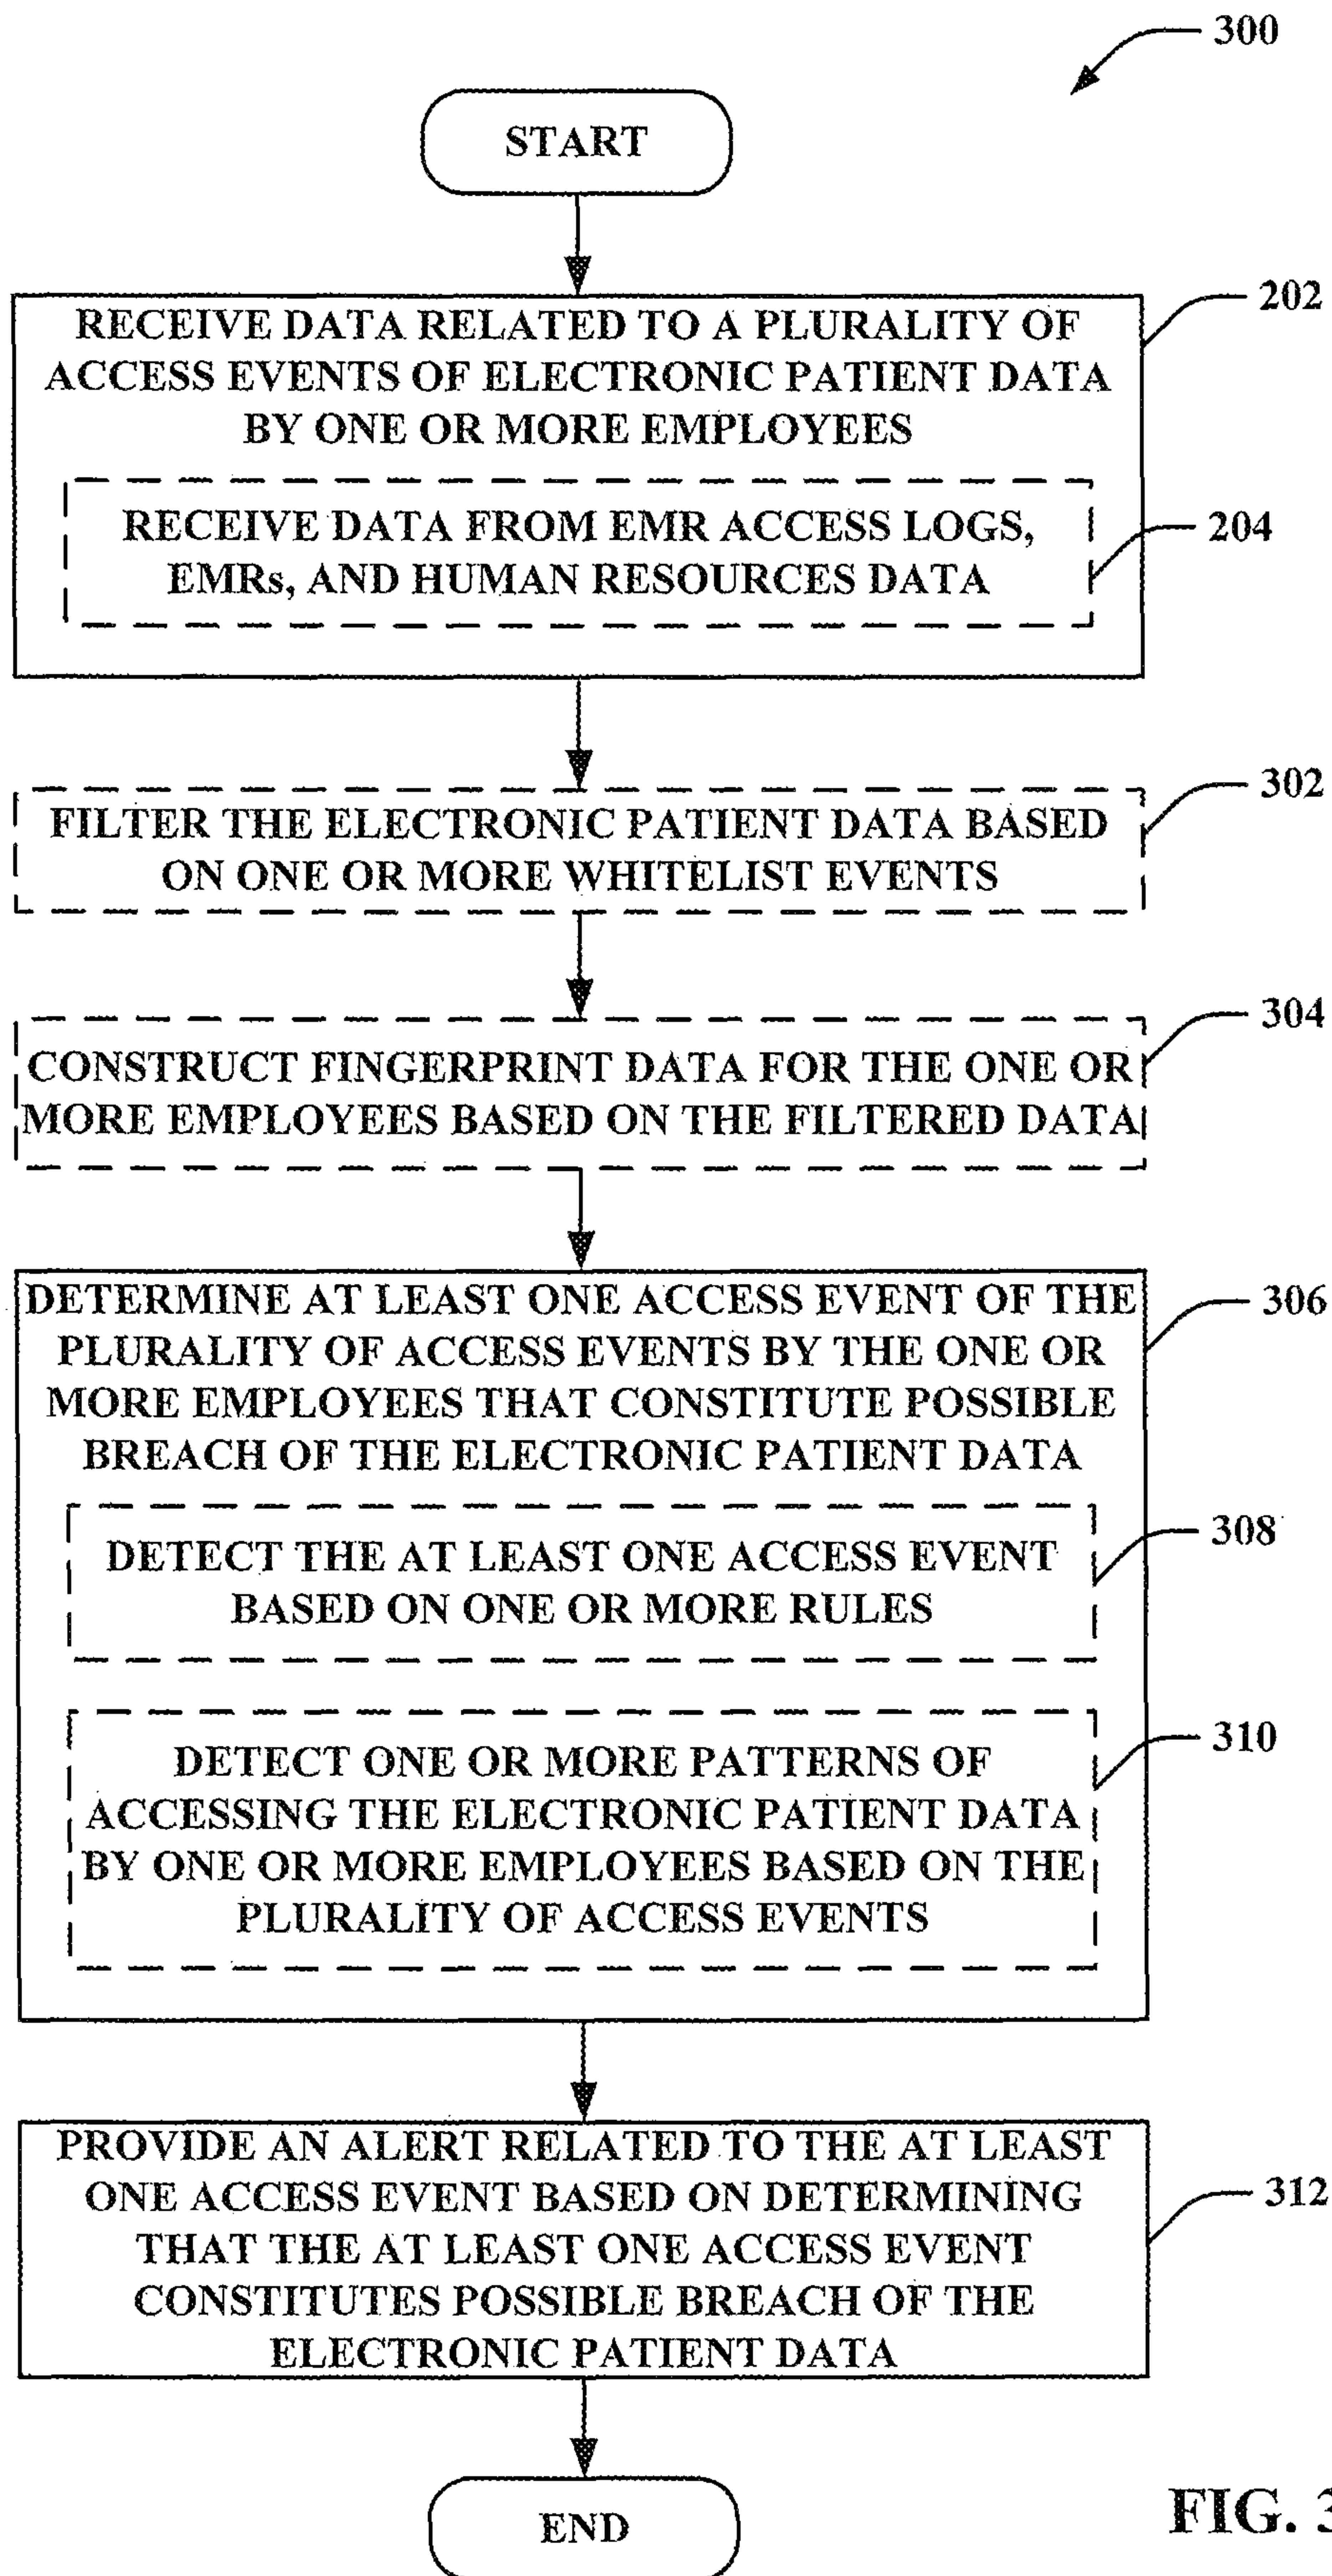 300
START
202
RECEIVE DATA RELATED TO A PLURALITY OF
ACCESS EVENTS OF ELECTRONIC PATIENT DATA
BY ONE OR MORE EMPLOYEES
RECEIVE DATA FROM EMR ACCESS LOGS,
EMRs, AND HUMAN RESOURCES DATA
204
302
FILTER THE ELECTRONIC PATIENT DATA BASED
ON ONE OR MORE WHITELIST EVENTS
304
CONSTRUCT FINGERPRINT DATA FOR THE ONE OR
MORE EMPLOYEES BASED ON THE FILTERED DATA
DETERMINE AT LEAST ONE ACCESS EVENT OF THE
PLURALITY OF ACCESS EVENTS BY THE ONE OR
MORE EMPLOYEES THAT CONSTITUTE POSSIBLE
BREACH OF THE ELECTRONIC PATIENT DATA
306
DETECT THE AT LEAST ONE ACCESS EVENT
BASED ON ONE OR MORE RULES
308
DETECT ONE OR MORE PATTERNS OF
ACCESSING THE ELECTRONIC PATIENT DATA
BY ONE OR MORE EMPLOYEES BASED ON THE
PLURALITY OF ACCESS EVENTS
310
PROVIDE AN ALERT RELATED TO THE AT LEAST
ONE ACCESS EVENT BASED ON DETERMINING
THAT THE AT LEAST ONE ACCESS EVENT
CONSTITUTES POSSIBLE BREACH OF THE
ELECTRONIC PATIENT DATA
312
END
FIG. 3